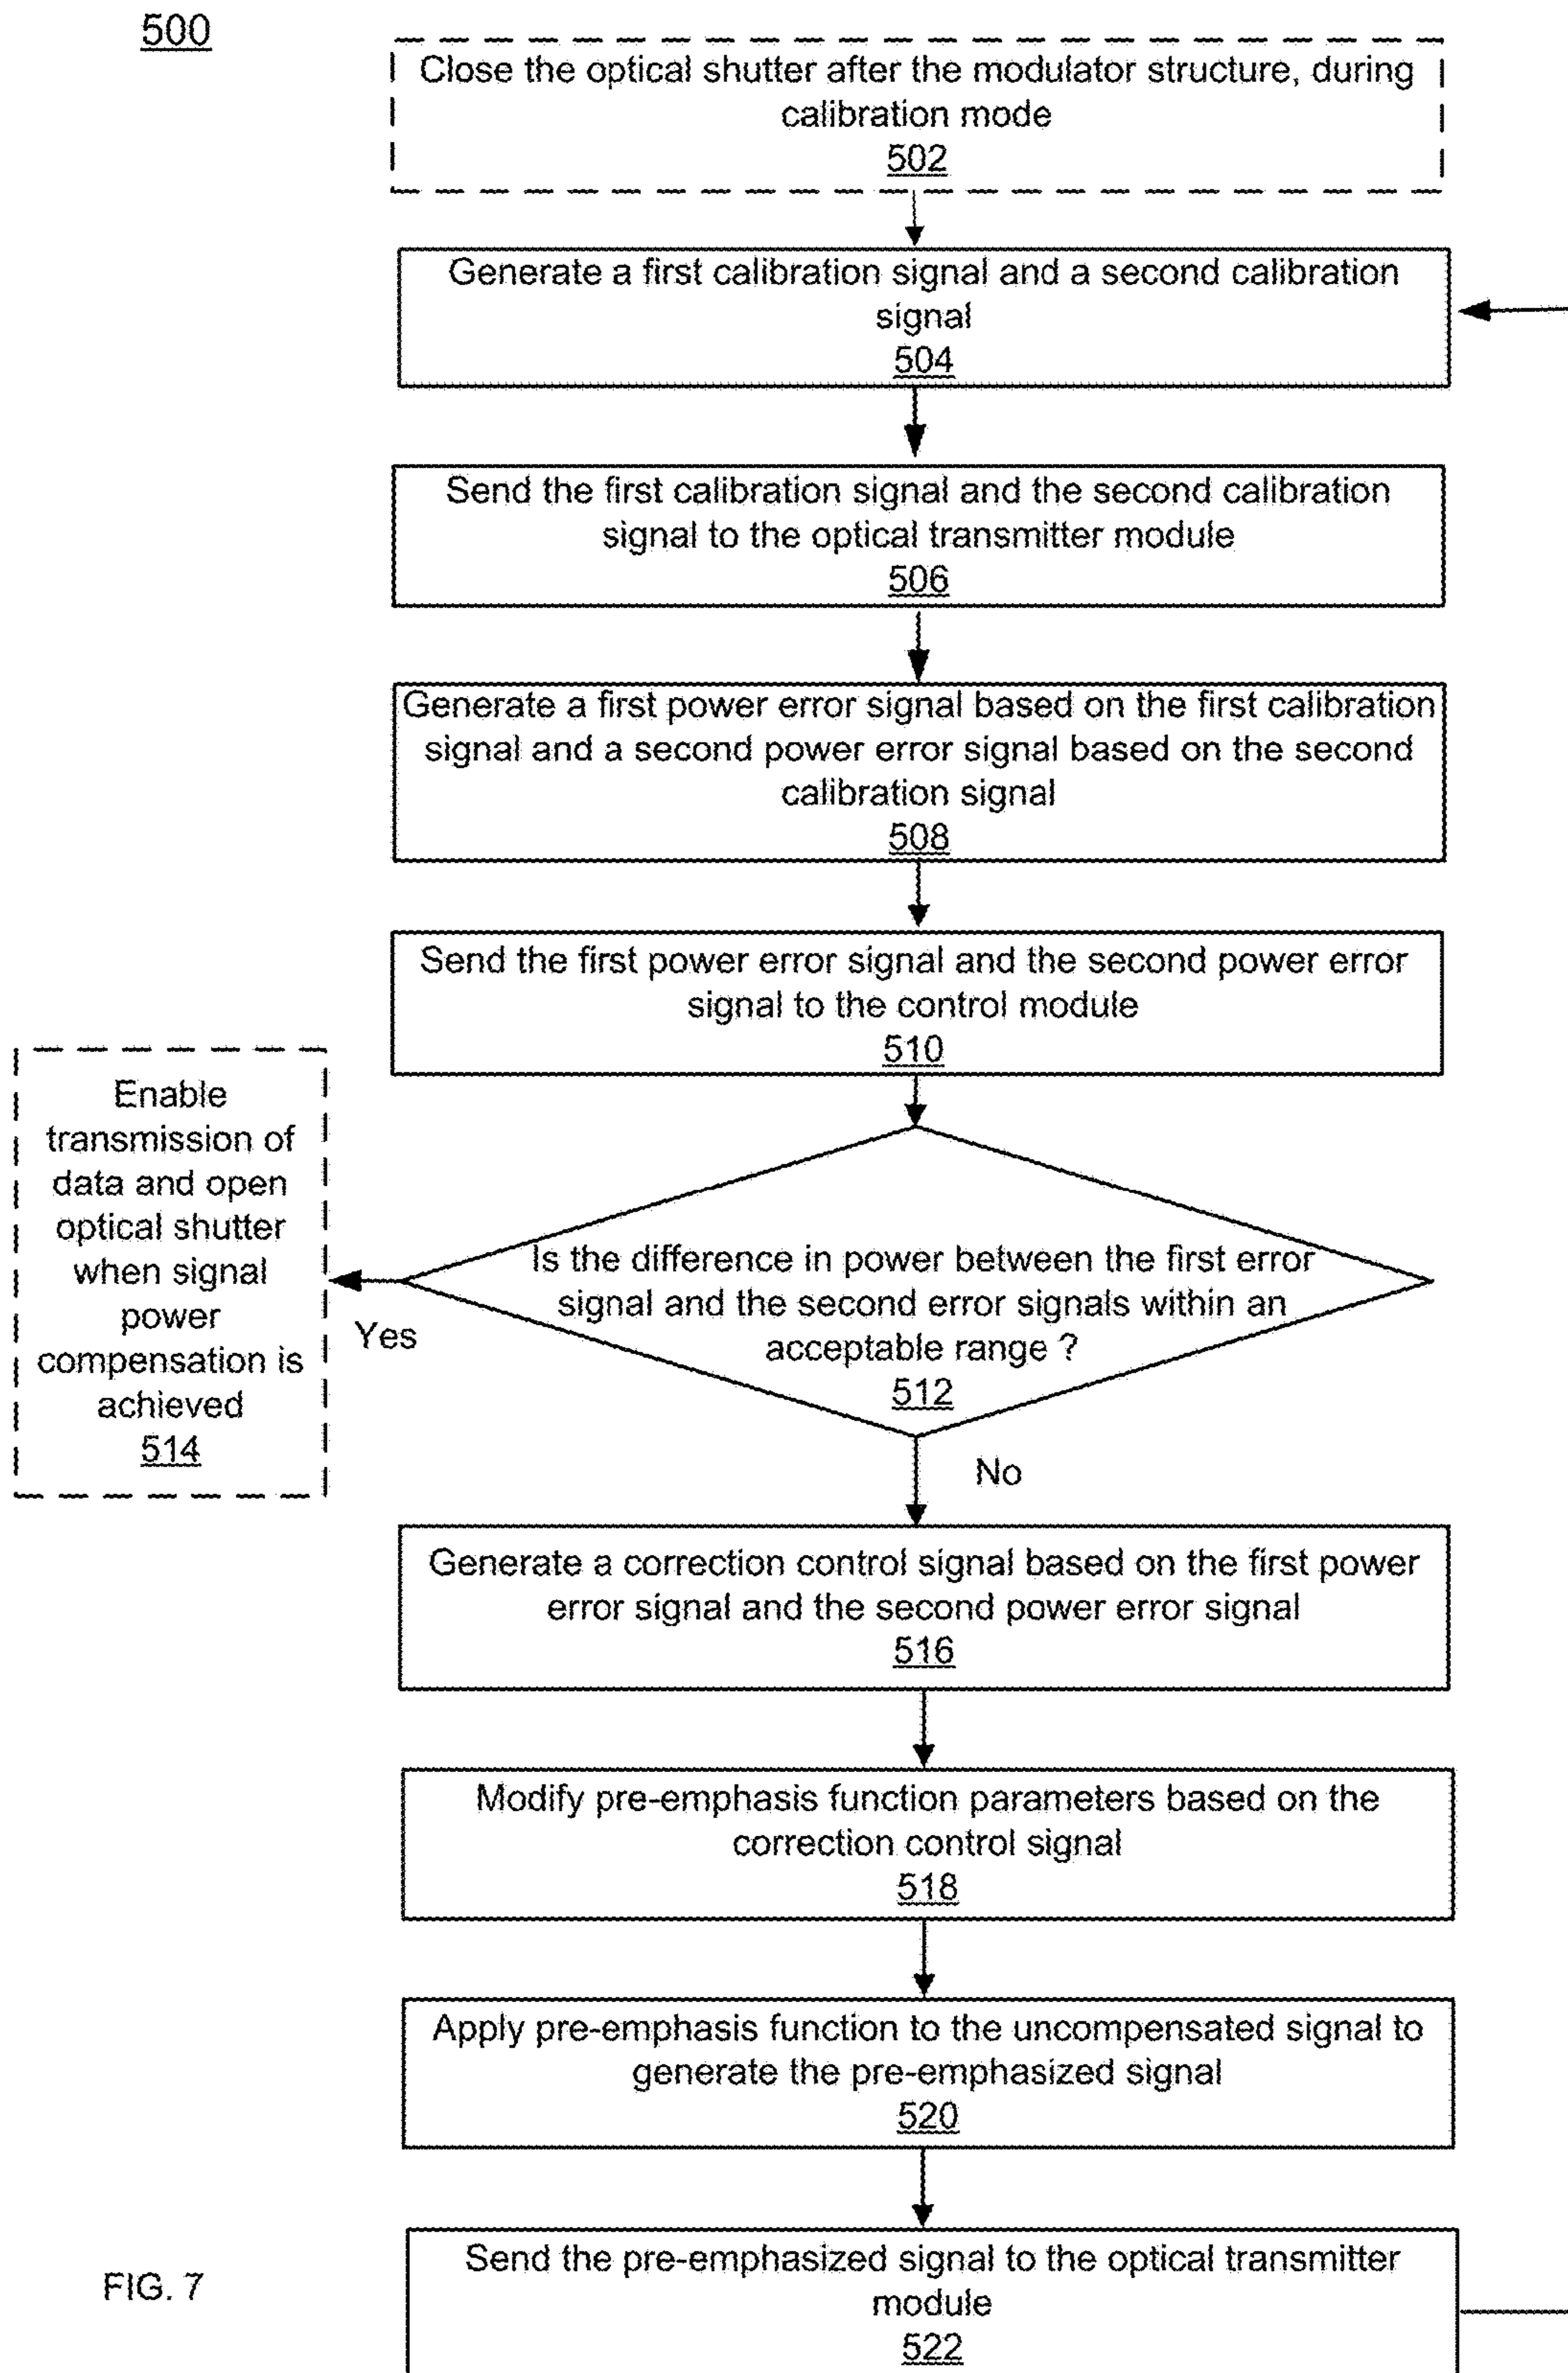 500
Close the optical shutter after the modulator structure, during
calibration mode
502
Generate a first calibration signal and a second calibration
signal
504
Send the first calibration signal and the second calibration
signal to the optical transmitter module
506
Generate a first power error signal based on the first calibration
signal and a second power error signal based on the second
calibration signal
508
Send the first power error signal and the second power error
signal to the control module
510
Is the difference in power between the first error
signal and the second error signals within an
acceptable range ?
512
Yes
Enable
transmission of
data and open
optical shutter
when signal
power
compensation is
achieved
514
No
Generate a correction control signal based on the first power
error signal and the second power error signal
516
Modify pre-emphasis function parameters based on the
correction control signal
518
Apply pre-emphasis function to the uncompensated signal to
generate the pre-emphasized signal
520
Send the pre-emphasized signal to the optical transmitter
module
522
FIG. 7